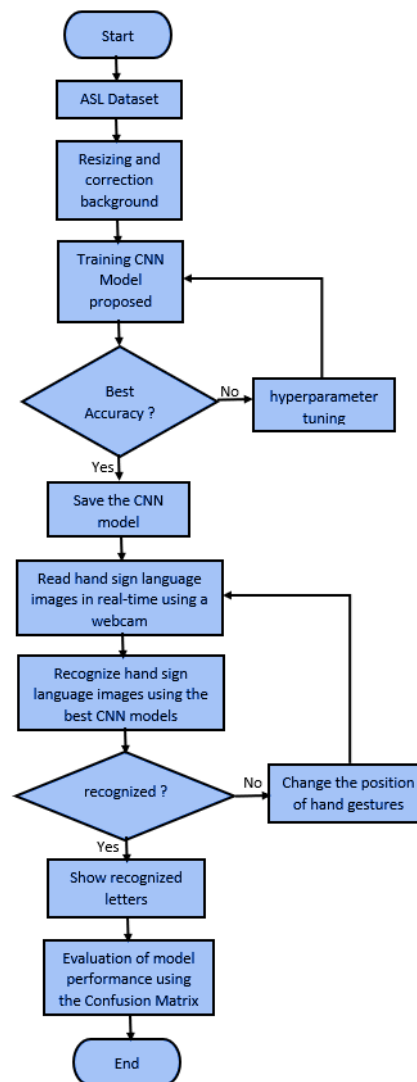 Start
ASL Dataset
Resizing and
correction
background
Training CNN
Model
proposed
Best
Accuracy ?
No
hyperparameter
tuning
Yes
Save the CNN
model
Read hand sign language
images in real-time using a
webcam
Recognize hand sign
language images using the
best CNN models
recognized ?
No
Change the position
of hand gestures
Yes
Show recognized
letters
Evaluation of model
performance using
the Confusion Matrix
End